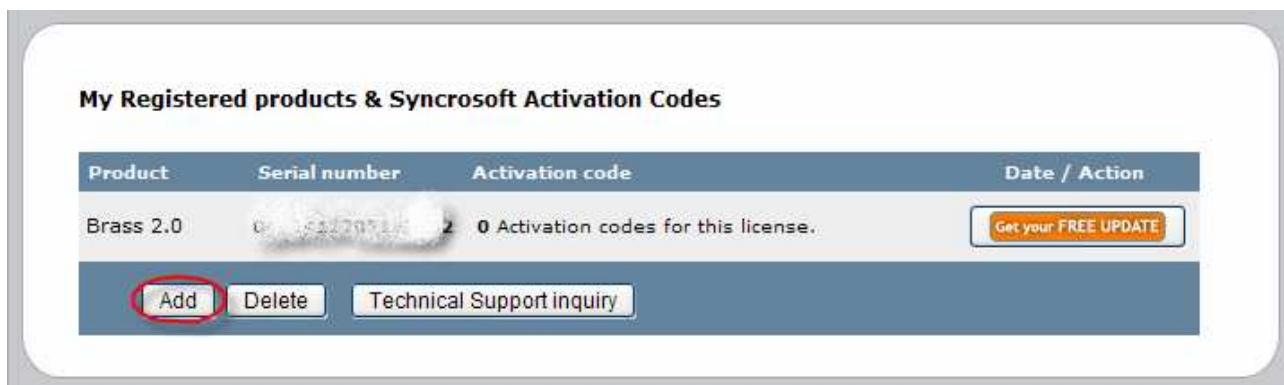 My Registered products & Syncrosoft Activation Codes
Product Serial number Activation code Date / Action
Brass 2.0 2 0 Activation codes for this license. Get your FREE UPDATE
Add Delete Technical Support inquiry